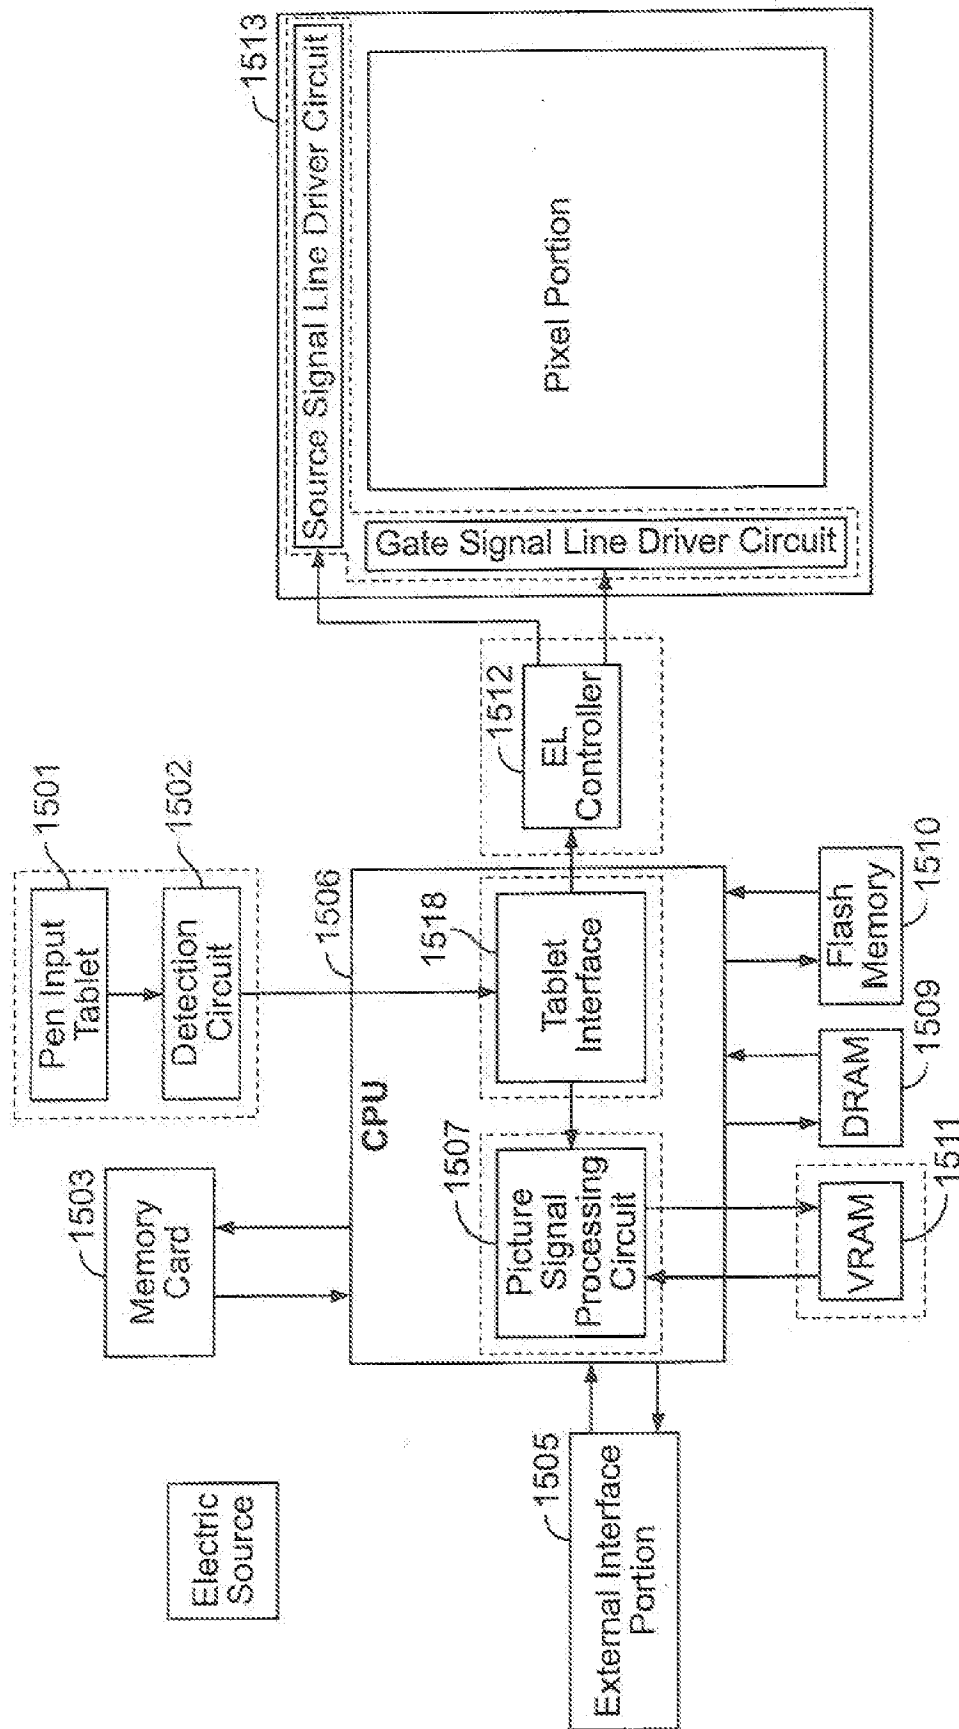 Electric
Source
1503
Memory
Card
Pen Input
Tablet
1501
Detection
Circuit
1502
1505
External Interface
Portion
CPU
1506
1507
Picture
Signal
Processing
Circuit
1518
Tablet
Interface
1512
EL
Controller
1513
Source Signal Line Driver Circuit
Gate Signal Line Driver Circuit
Pixel Portion
VRAM
1511
DRAM
1509
Flash
Memory
1510